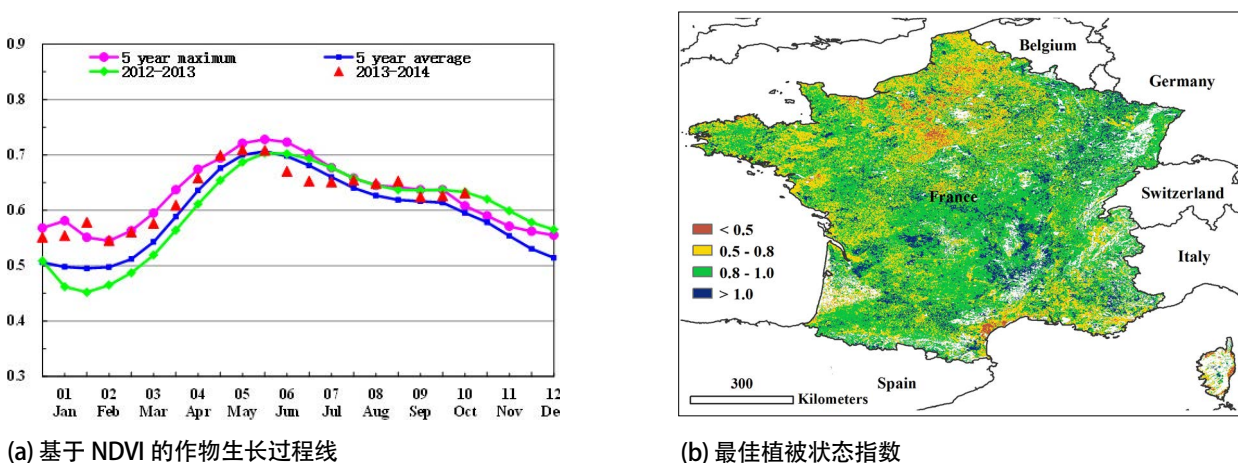 0.9
0.8
0.7
0.6
0.5
0.4
0.3
5 year maximum
5 year average
2012-2013
2013-2014
01 02 03 04 05 06 07 08 09 10 11 12
Jan Feb Mar Apr May Jun Jul Aug Sep Oct Nov De
(a) 基于 NDVI 的作物生长过程线
Belgium
Germany
France
Switzerland
Italy
< 0.5
0.5 - 0.8
0.8 - 1.0
> 1.0
300
Kilometers
Spain
(b) 最佳植被状态指数